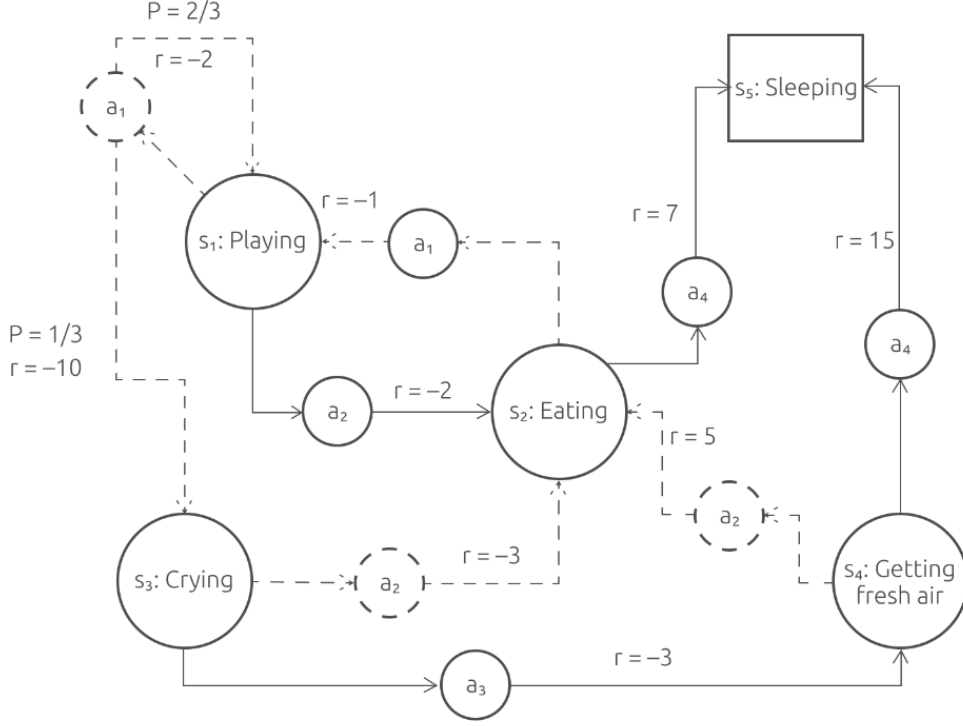 P = 2/3
r = –2
a₁
s₅: Sleeping
r = –1
r = 7
s₁: Playing
a₁
r = 15
a₄
P = 1/3
r = –10
a₄
r = –2
a₂
s₂: Eating
r = 5
a₂
r = –3
s₃: Crying
a₂
s₄: Getting
fresh air
r = –3
a₃